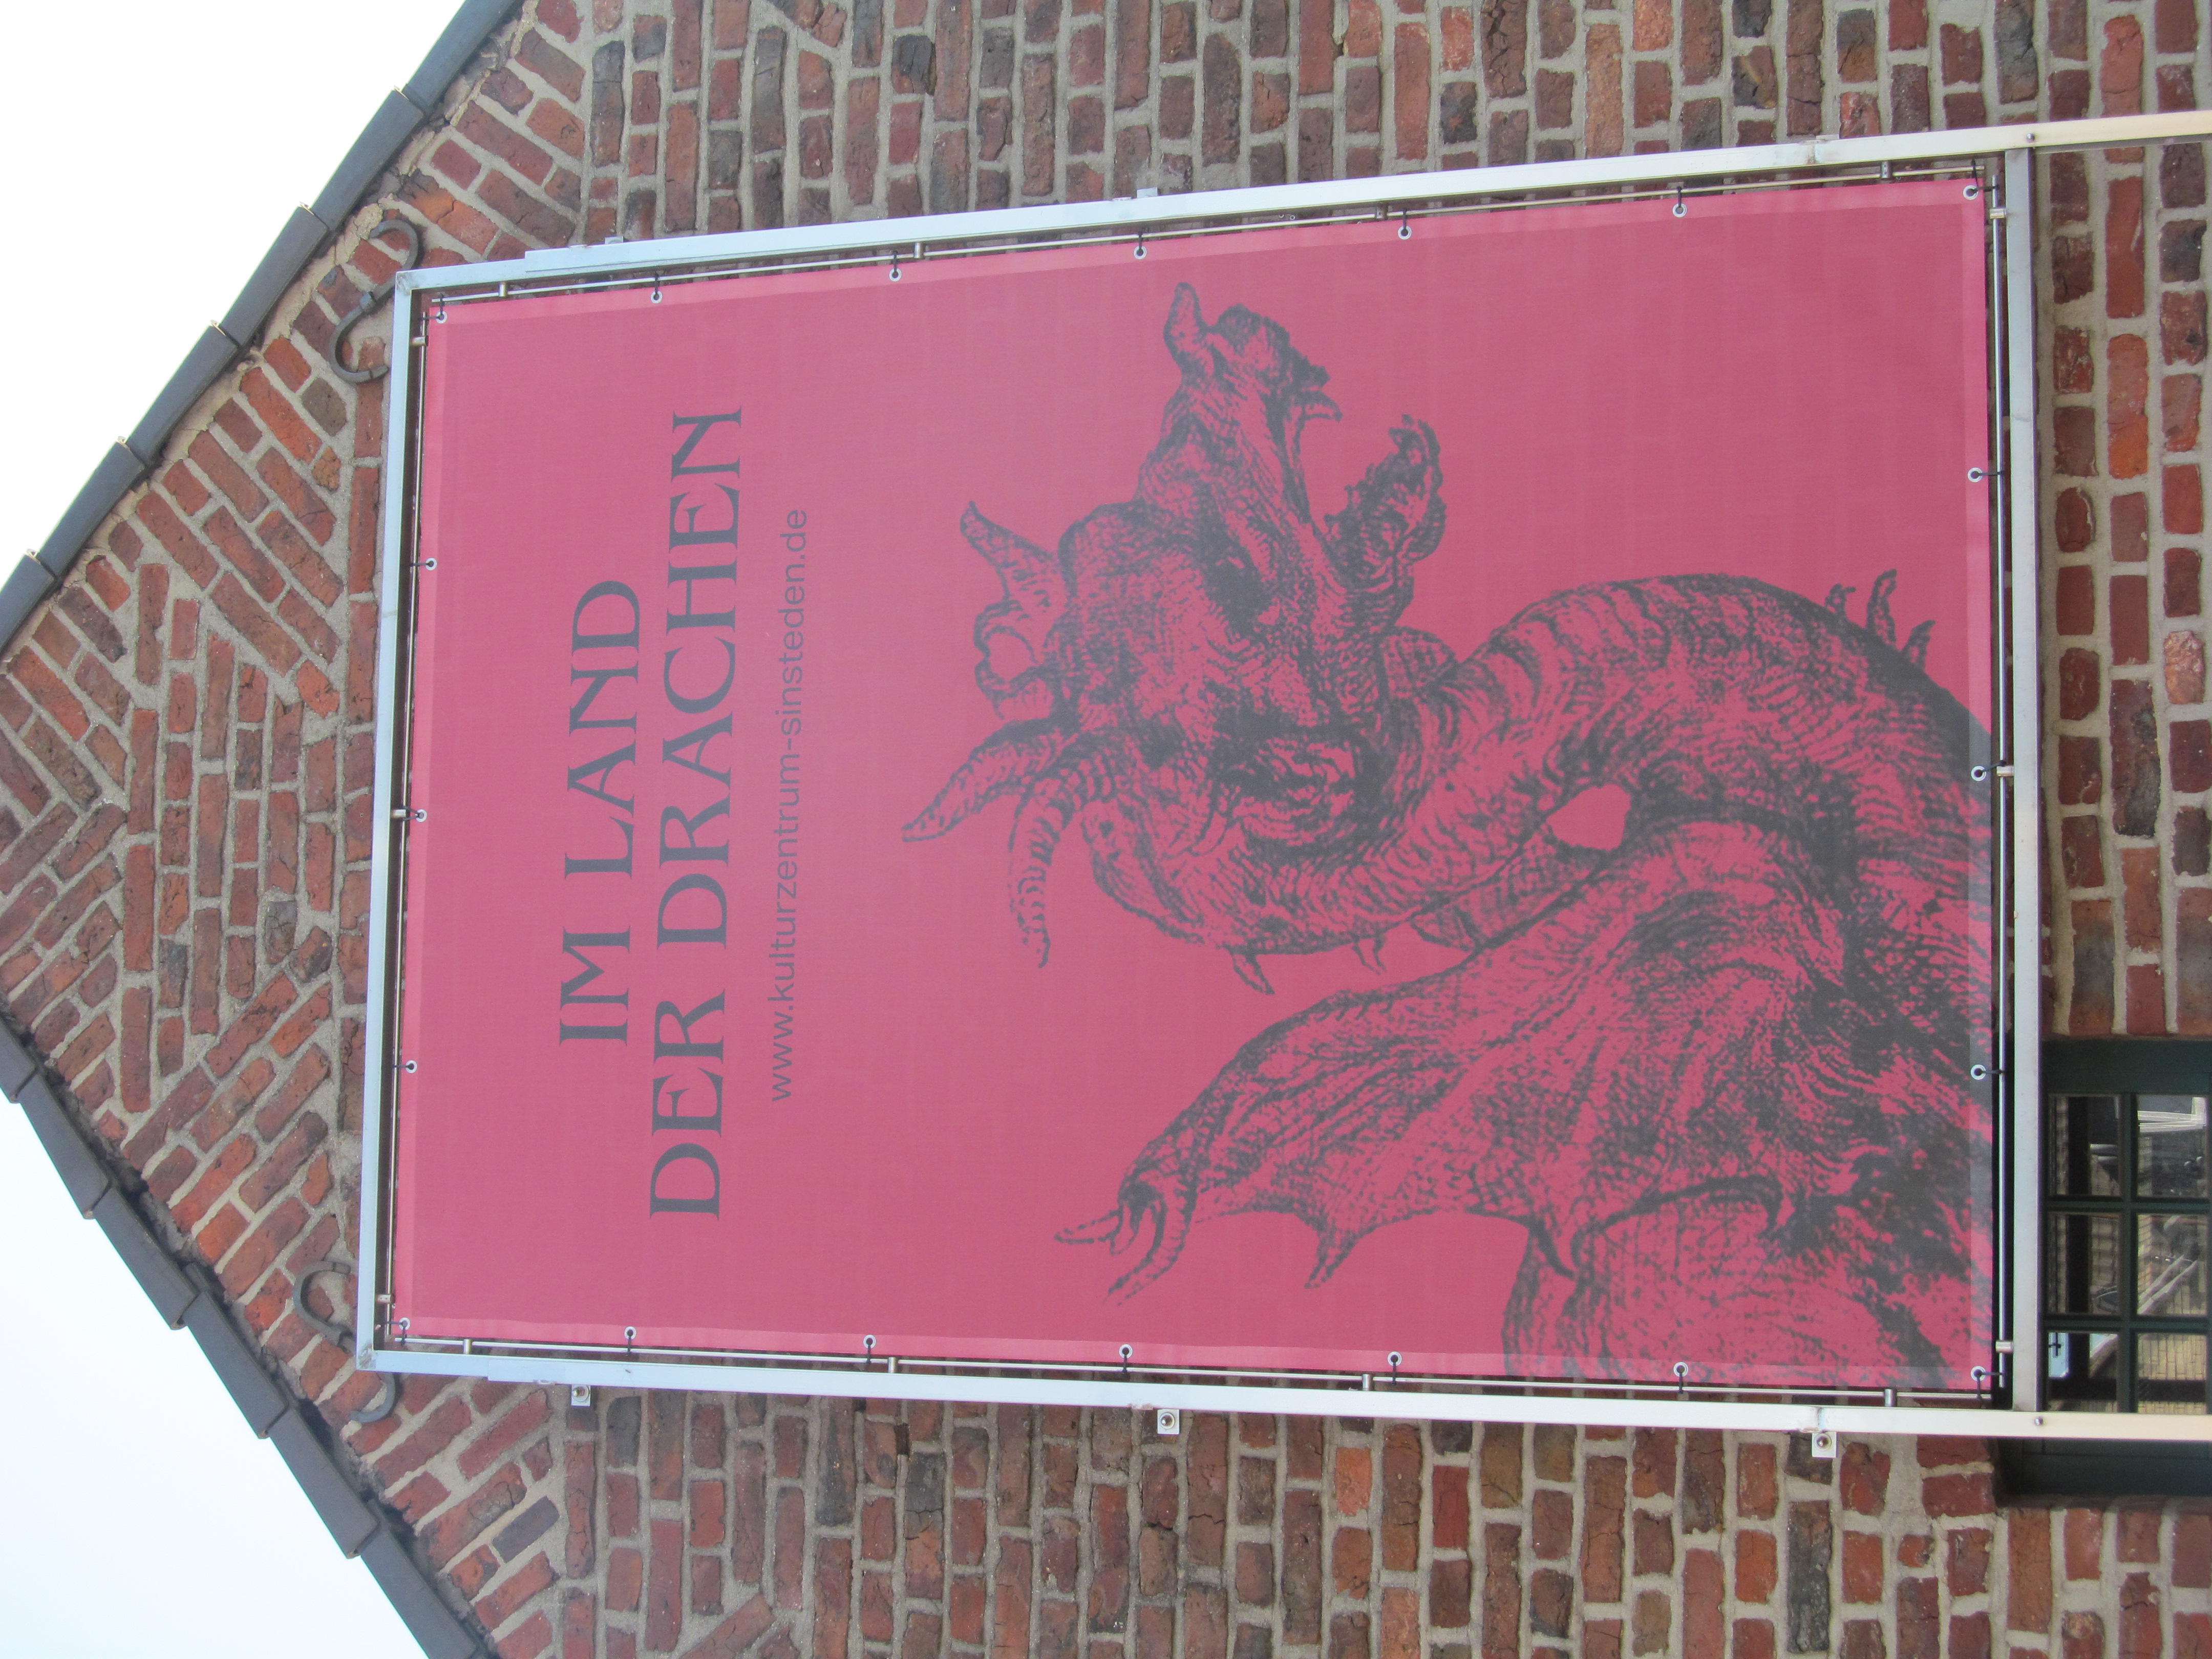 IM LAND
DER DRACHEN
www.kulturzentrum-sinsteden.de